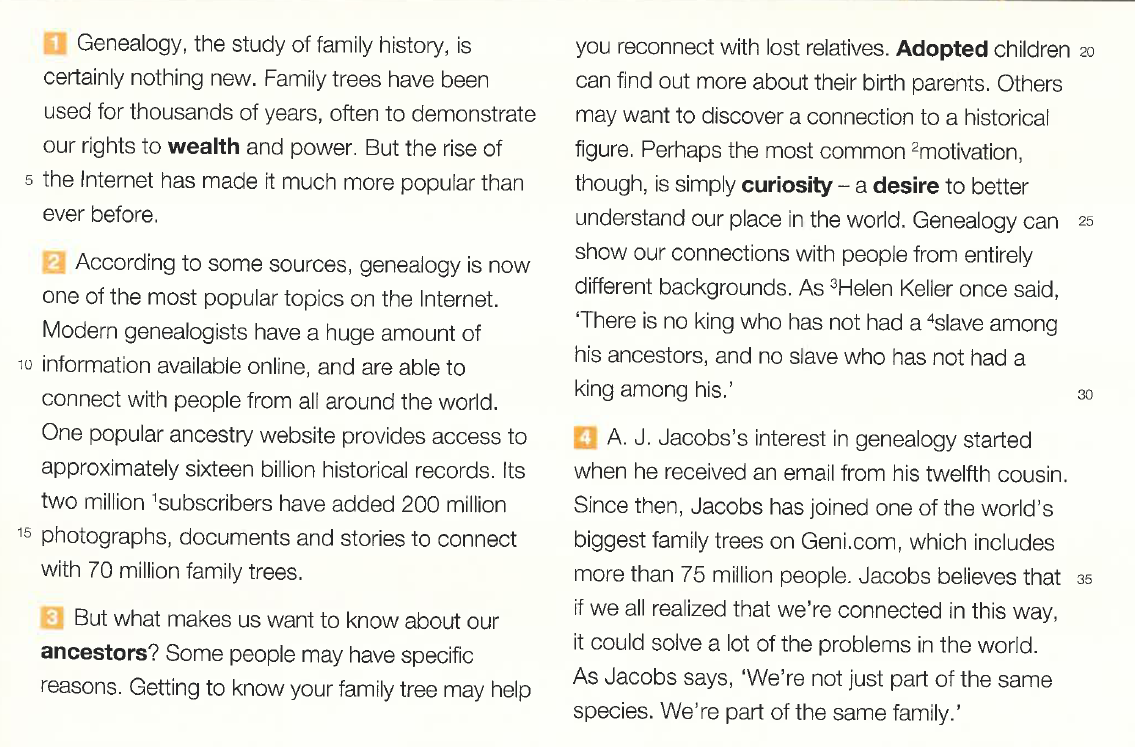 1 Genealogy, the study of family history, is
certainly nothing new. Family trees have been
used for thousands of years, often to demonstrate
our rights to wealth and power. But the rise of
5 the Internet has made it much more popular than
ever before.
2 According to some sources, genealogy is now
one of the most popular topics on the Internet.
Modern genealogists have a huge amount of
10 information available online, and are able to
connect with people from all around the world.
One popular ancestry website provides access to
approximately sixteen billion historical records. Its
two million ¹subscribers have added 200 million
15 photographs, documents and stories to connect
with 70 million family trees.
3 But what makes us want to know about our
ancestors? Some people may have specific
reasons. Getting to know your family tree may help
you reconnect with lost relatives. Adopted children 20
can find out more about their birth parents. Others
may want to discover a connection to a historical
figure. Perhaps the most common ²motivation,
though, is simply curiosity – a desire to better
understand our place in the world. Genealogy can 25
show our connections with people from entirely
different backgrounds. As ³Helen Keller once said,
‘There is no king who has not had a ⁴slave among
his ancestors, and no slave who has not had a
king among his.’ 30
4 A. J. Jacobs’s interest in genealogy started
when he received an email from his twelfth cousin.
Since then, Jacobs has joined one of the world’s
biggest family trees on Geni.com, which includes
more than 75 million people. Jacobs believes that 35
if we all realized that we’re connected in this way,
it could solve a lot of the problems in the world.
As Jacobs says, ‘We’re not just part of the same
species. We’re part of the same family.’